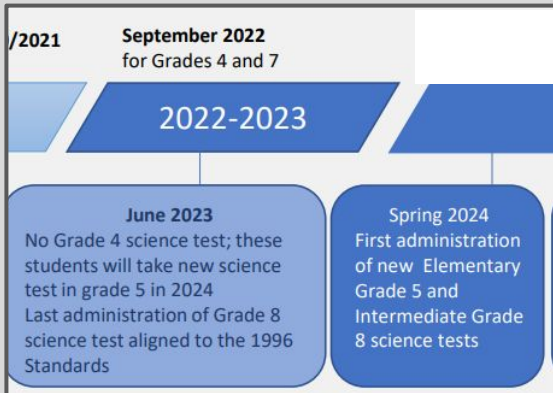 /2021
September 2022
for Grades 4 and 7
2022-2023
June 2023
No Grade 4 science test; these
students will take new science
test in grade 5 in 2024
Last administration of Grade 8
science test aligned to the 1996
Standards
Spring 2024
First administration
of new Elementary
Grade 5 and
Intermediate Grade
8 science tests